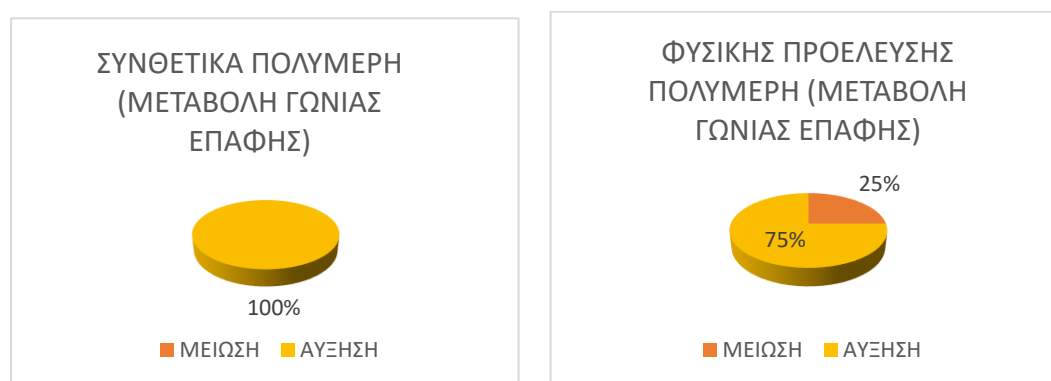 ΣΥΝΘΕΤΙΚΑ ΠΟΛΥΜΕΡΗ
(ΜΕΤΑΒΟΛΗ ΓΩΝΙΑΣ
ΕΠΑΦΗΣ)
100%
ΜΕΙΩΣΗ ΑΥΞΗΣΗ
ΦΥΣΙΚΗΣ ΠΡΟΕΛΕΥΣΗΣ
ΠΟΛΥΜΕΡΗ (ΜΕΤΑΒΟΛΗ
ΓΩΝΙΑΣ ΕΠΑΦΗΣ)
25%
75%
ΜΕΙΩΣΗ ΑΥΞΗΣΗ